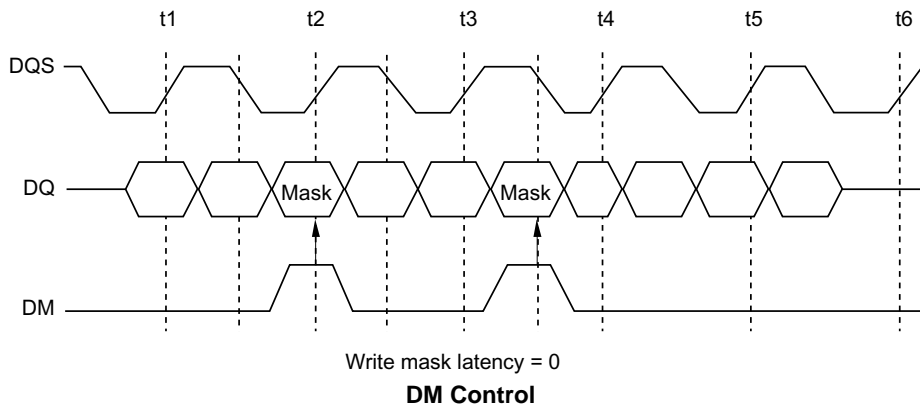 t1 t2 t3 t4 t5 t6
DQS
DQ Mask Mask
DM
Write mask latency = 0
DM Control